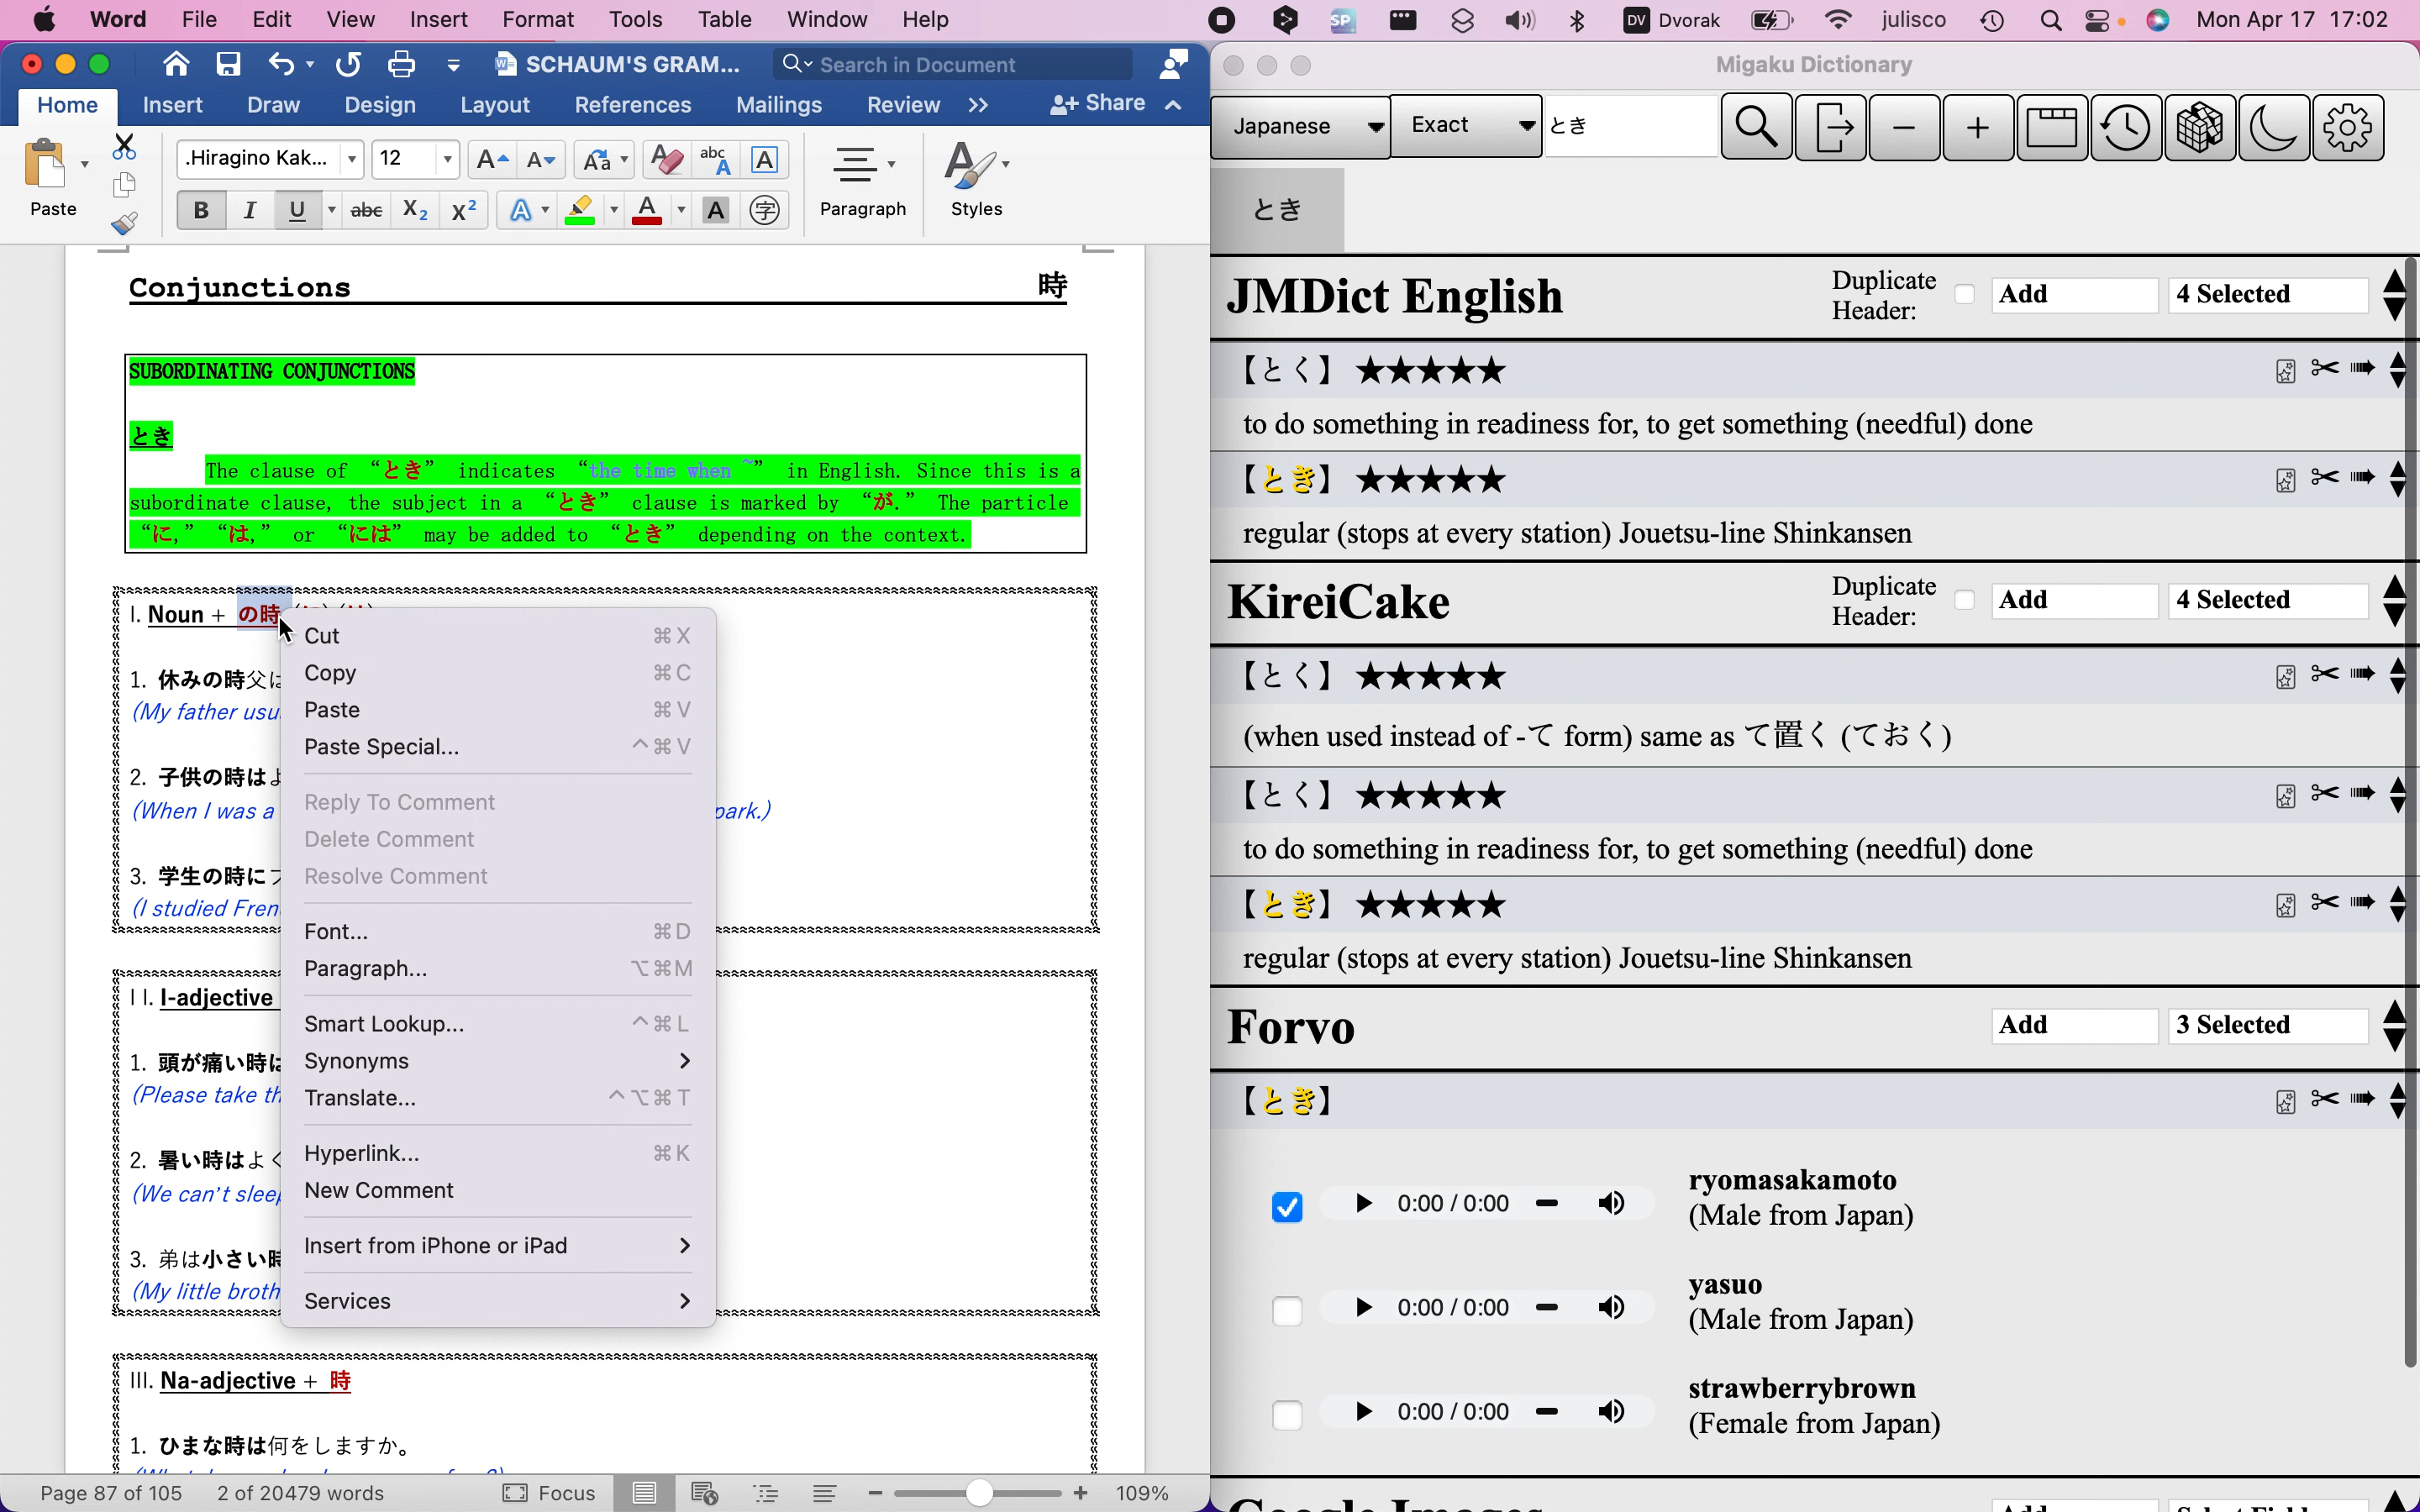 Word File Edit View Insert Format Tools Table Window Help
SP DV Dvorak julisco Mon Apr 17 17:02
SCHAUM'S GRAM... Search in Document
Home Insert Draw Design Layout References Mailings Review >> Share
Paste .Hiragino Kak... 12 A A Aa abc A A
B I U abc X2 X2 A A A 字 Paragraph Styles
Conjunctions 時
SUBORDINATING CONJUNCTIONS
とき
The clause of “とき” indicates “the time when ~” in English. Since this is a
subordinate clause, the subject in a “とき” clause is marked by “が.” The particle
“に,” “は,” or “には” may be added to “とき” depending on the context.
I. Noun + の時
1. 休みの時父は
(My father usu
2. 子供の時はよ
(When I was a park.)
3. 学生の時にフ
(I studied Fren
II. I-adjective
1. 頭が痛い時は
(Please take th
2. 暑い時はよく
(We can't sleep
3. 弟は小さい時
(My little broth
III. Na-adjective + 時
1. ひまな時は何をしますか。
Cut ⌘X
Copy ⌘C
Paste ⌘V
Paste Special... ^⌘V
Reply To Comment
Delete Comment
Resolve Comment
Font... ⌘D
Paragraph... ⌥⌘M
Smart Lookup... ^⌘L
Synonyms >
Translate... ^⌥⌘T
Hyperlink... ⌘K
New Comment
Insert from iPhone or iPad >
Services >
Page 87 of 105 2 of 20479 words Focus 109%
Migaku Dictionary
Japanese Exact とき
とき
JMDict English Duplicate Header: Add 4 Selected
【とく】★★★★★
to do something in readiness for, to get something (needful) done
【とき】★★★★★
regular (stops at every station) Jouetsu-line Shinkansen
KireiCake Duplicate Header: Add 4 Selected
【とく】★★★★★
(when used instead of -て form) same as て置く (ておく)
【とく】★★★★★
to do something in readiness for, to get something (needful) done
【とき】★★★★★
regular (stops at every station) Jouetsu-line Shinkansen
Forvo Add 3 Selected
【とき】
0:00 / 0:00 ryomasakamoto
(Male from Japan)
0:00 / 0:00 yasuo
(Male from Japan)
0:00 / 0:00 strawberrybrown
(Female from Japan)
Google Images